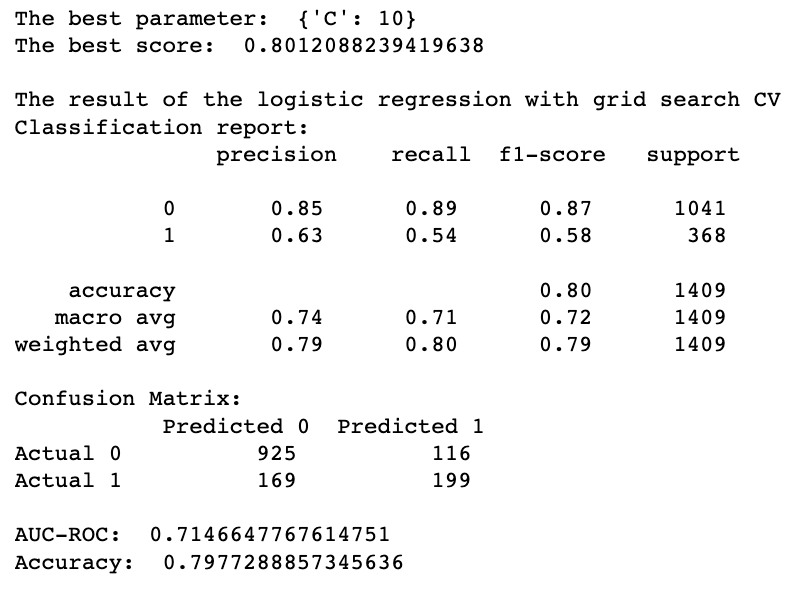 The best parameter:  {'C': 10}
The best score:  0.8012088239419638
The result of the logistic regression with grid search CV
Classification report:
precision    recall  f1-score   support
0       0.85      0.89      0.87      1041
1       0.63      0.54      0.58       368
accuracy                           0.80      1409
macro avg       0.74      0.71      0.72      1409
weighted avg       0.79      0.80      0.79      1409
Confusion Matrix:
Predicted 0  Predicted 1
Actual 0          925          116
Actual 1          169          199
AUC-ROC:  0.7146647767614751
Accuracy:  0.7977288857345636